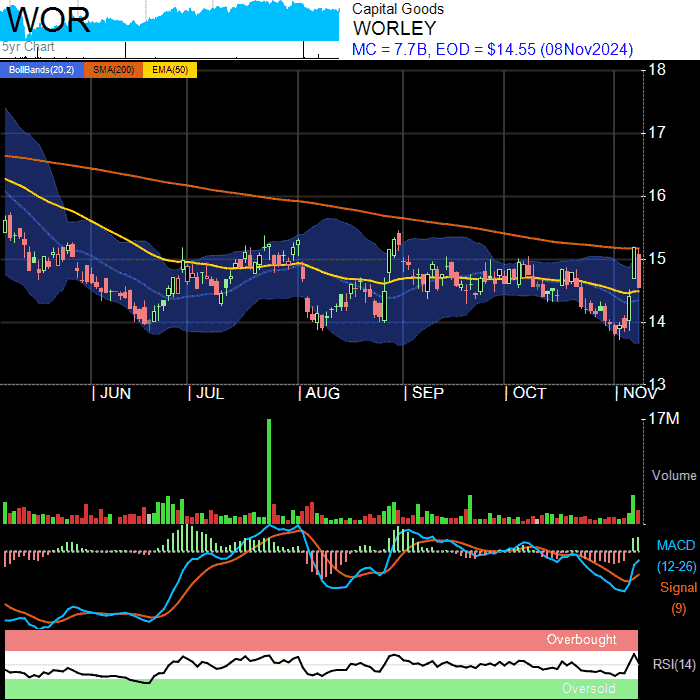 WOR
5yr Chart
Capital Goods
WORLEY
MC = 7.7B, EOD = $14.55 (08Nov2024)
BollBands(20,2) SMA(200) EMA(50)
18
17
16
15
14
13
| JUN | JUL | AUG | SEP | OCT | NOV
17M
Volume
MACD
(12-26)
Signal
(9)
Overbought
RSI(14)
Oversold